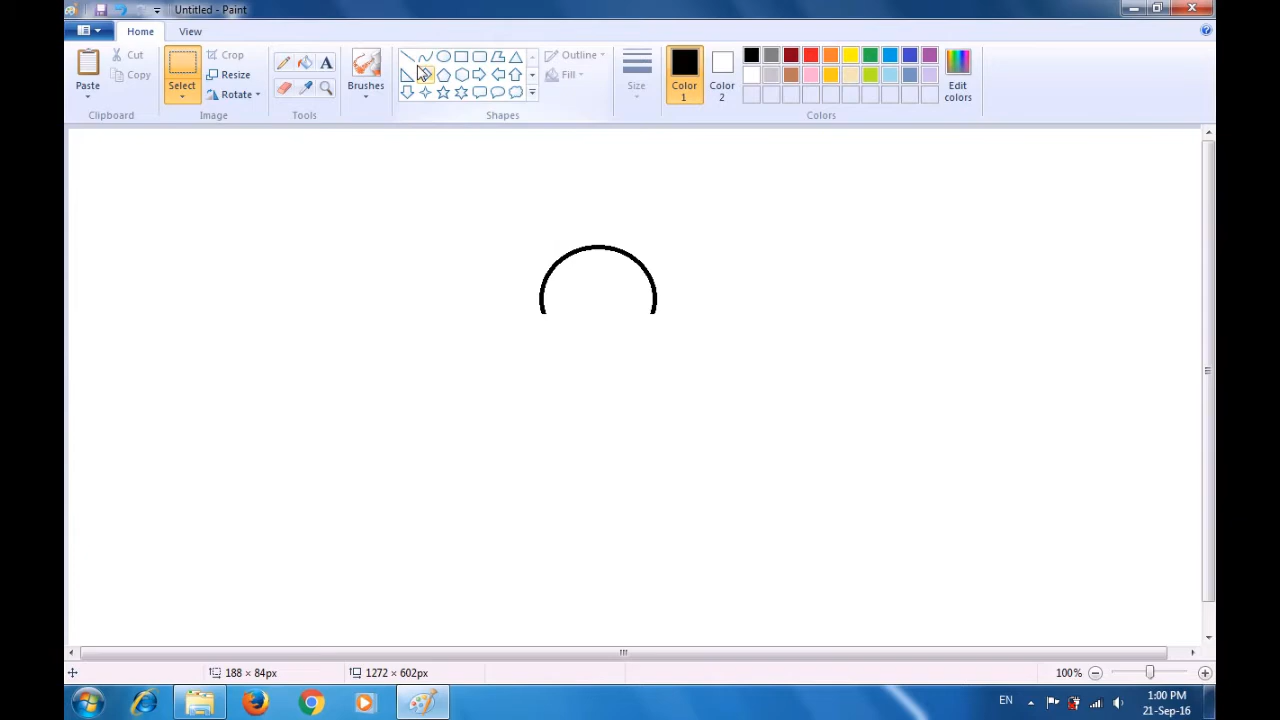 Untitled - Paint
Home View
Cut
Copy
Paste
Clipboard
Crop
Resize
Rotate
Select
Image
A
Tools
Brushes
Outline
Fill
Shapes
Size
Color 1
Color 2
Edit colors
Colors
188 × 84px 1272 × 602px 100%
EN 1:00 PM
21-Sep-16